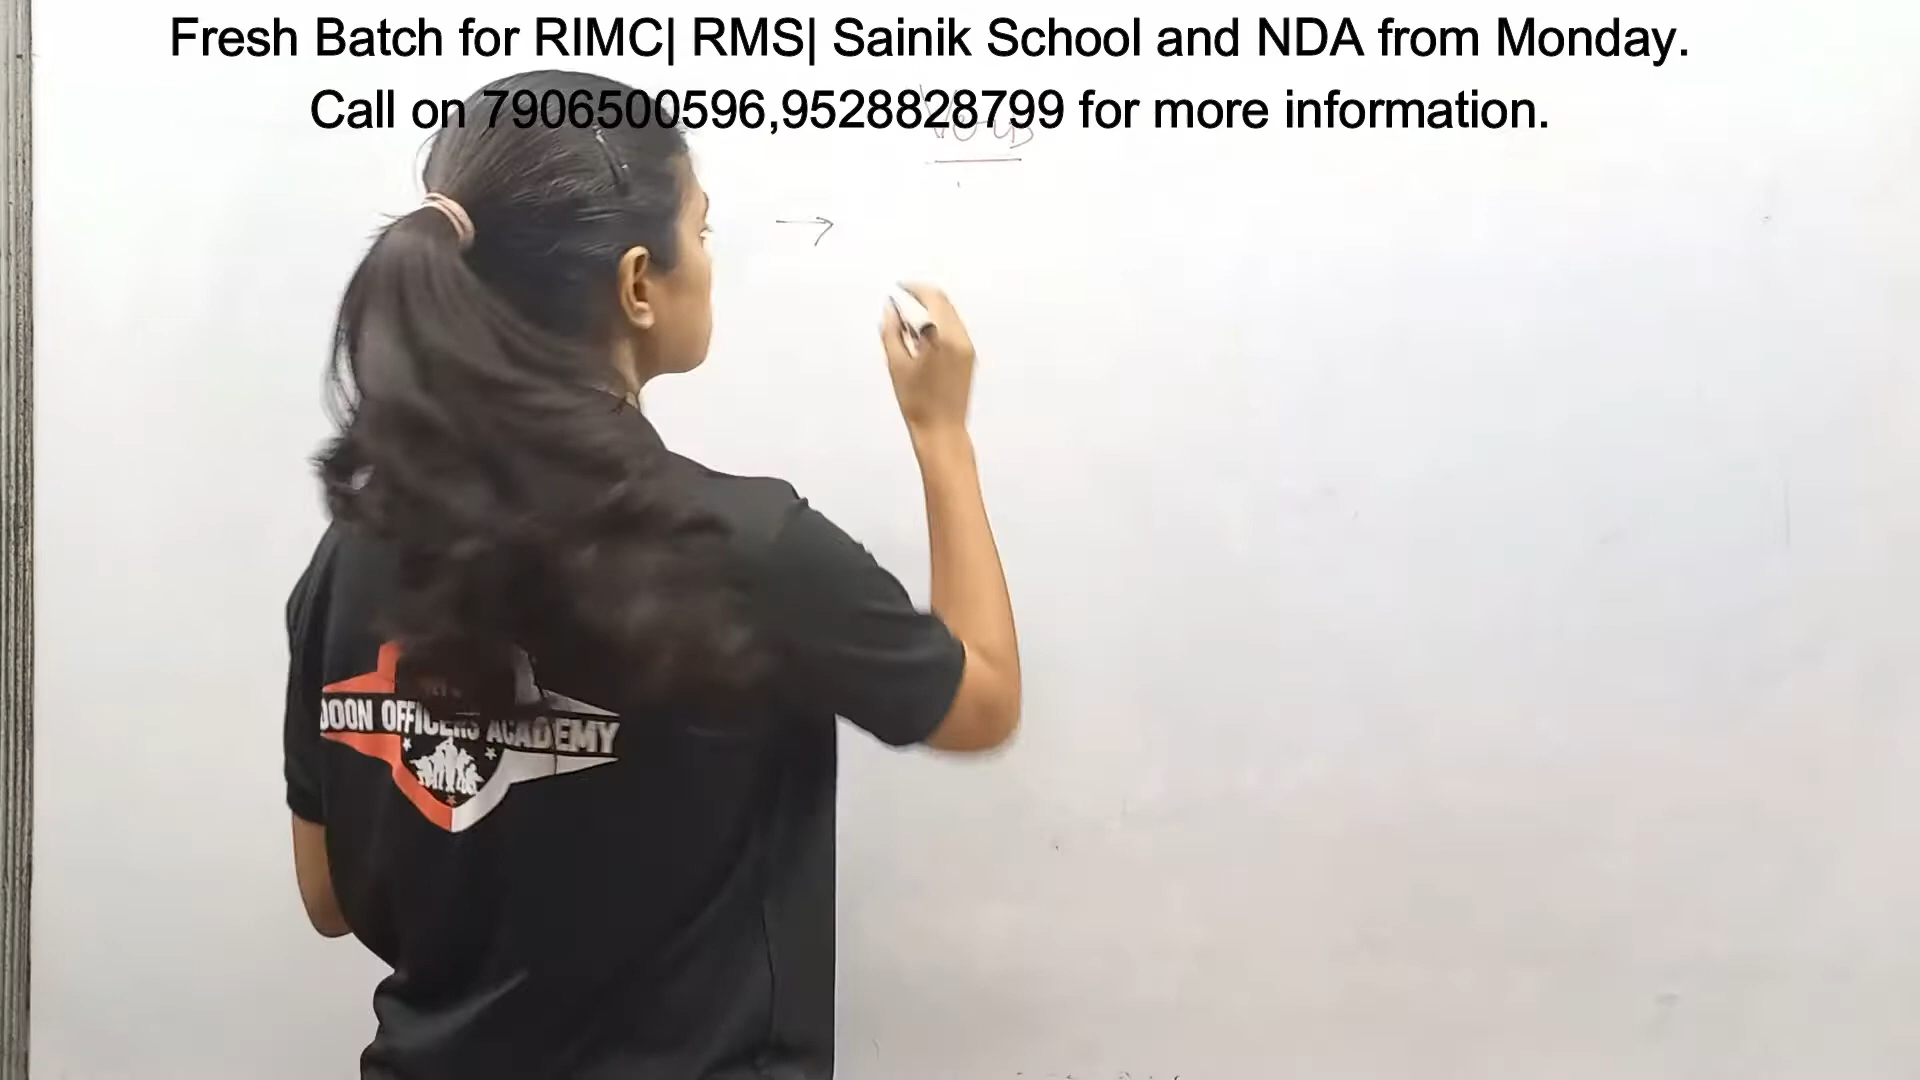 Fresh Batch for RIMC| RMS| Sainik School and NDA from Monday.
Call on 7906500596,9528828799 for more information.
DOON OFFICERS ACADEMY